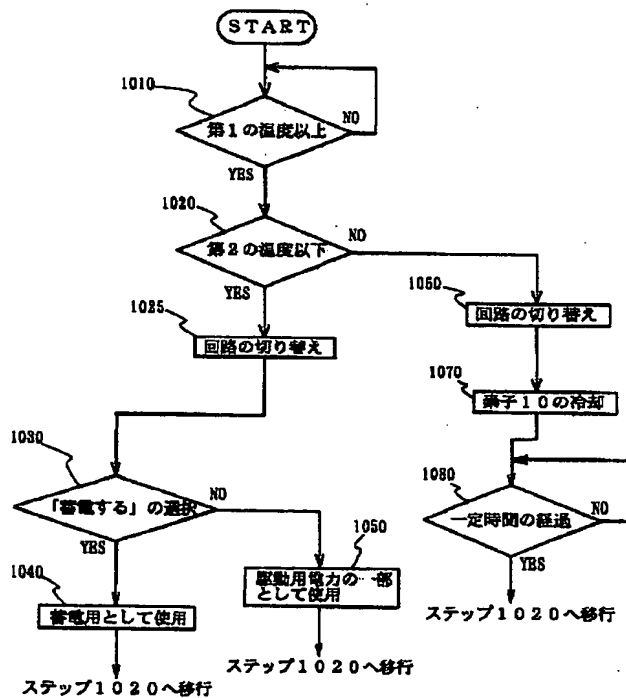 START
1010
第1の温度以上
NO
YES
1020
第2の温度以下
NO
YES
1025
回路の切り替え
1060
回路の切り替え
1070
素子10の冷却
1030
「蓄電する」の選択
NO
YES
1080
一定時間の経過
NO
YES
1040
蓄電用として使用
1050
駆動用電力の一部
として使用
ステップ1020へ移行
ステップ1020へ移行
ステップ1020へ移行